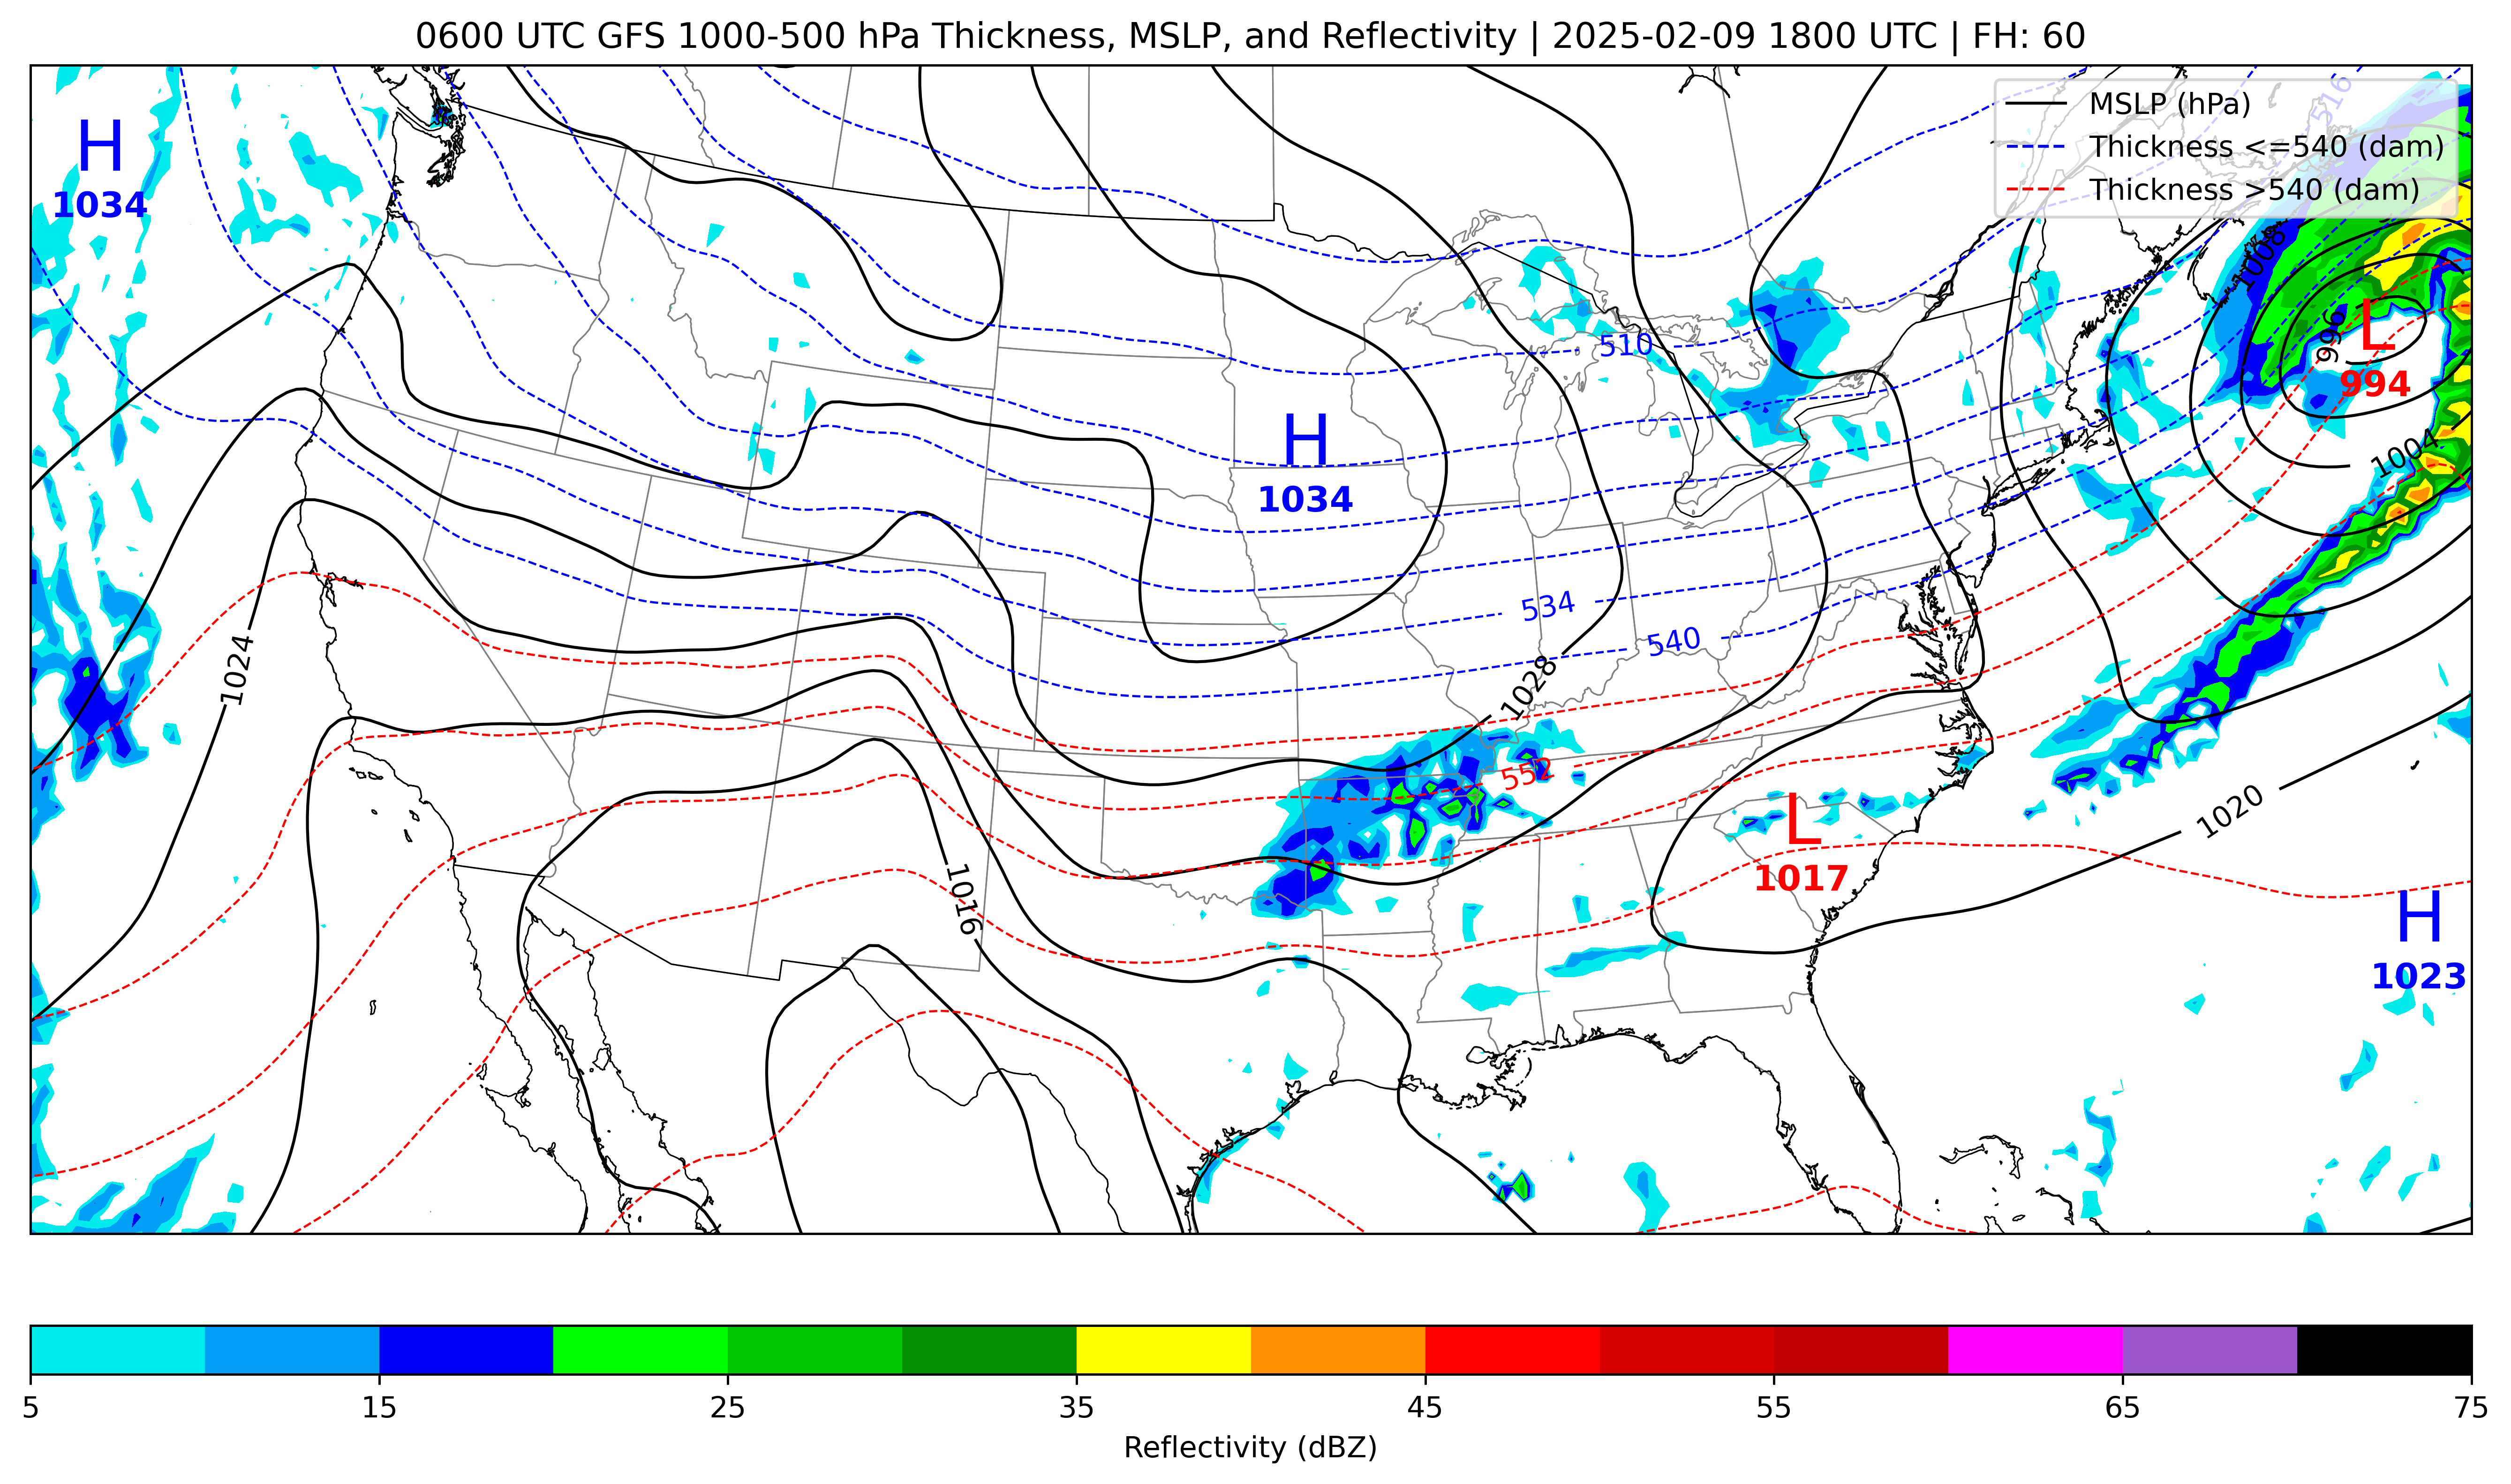 0600 UTC GFS 1000-500 hPa Thickness, MSLP, and Reflectivity | 2025-02-09 1800 UTC | FH: 60
MSLP (hPa)
Thickness <=540 (dam)
Thickness >540 (dam)
516
H
1034
1008
L
994
996
510
H
1034
1004
534
540
1024
1028
552
1020
L
1017
1016
H
1023
5 15 25 35 45 55 65 75
Reflectivity (dBZ)